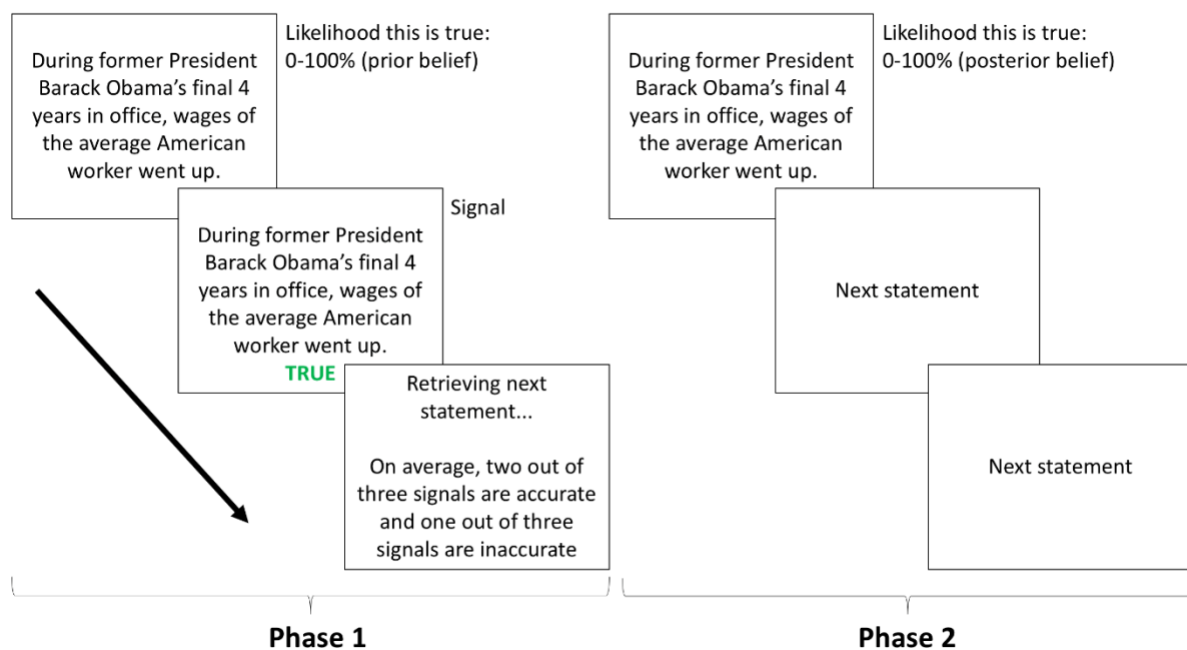 During former President
Barack Obama's final 4
years in office, wages of
the average American
worker went up.
Likelihood this is true:
0-100% (prior belief)
During former President
Barack Obama's final 4
years in office, wages of
the average American
worker went up.
TRUE
Signal
Retrieving next
statement...
On average, two out of
three signals are accurate
and one out of three
signals are inaccurate
Phase 1
During former President
Barack Obama's final 4
years in office, wages of
the average American
worker went up.
Likelihood this is true:
0-100% (posterior belief)
Next statement
Next statement
Phase 2